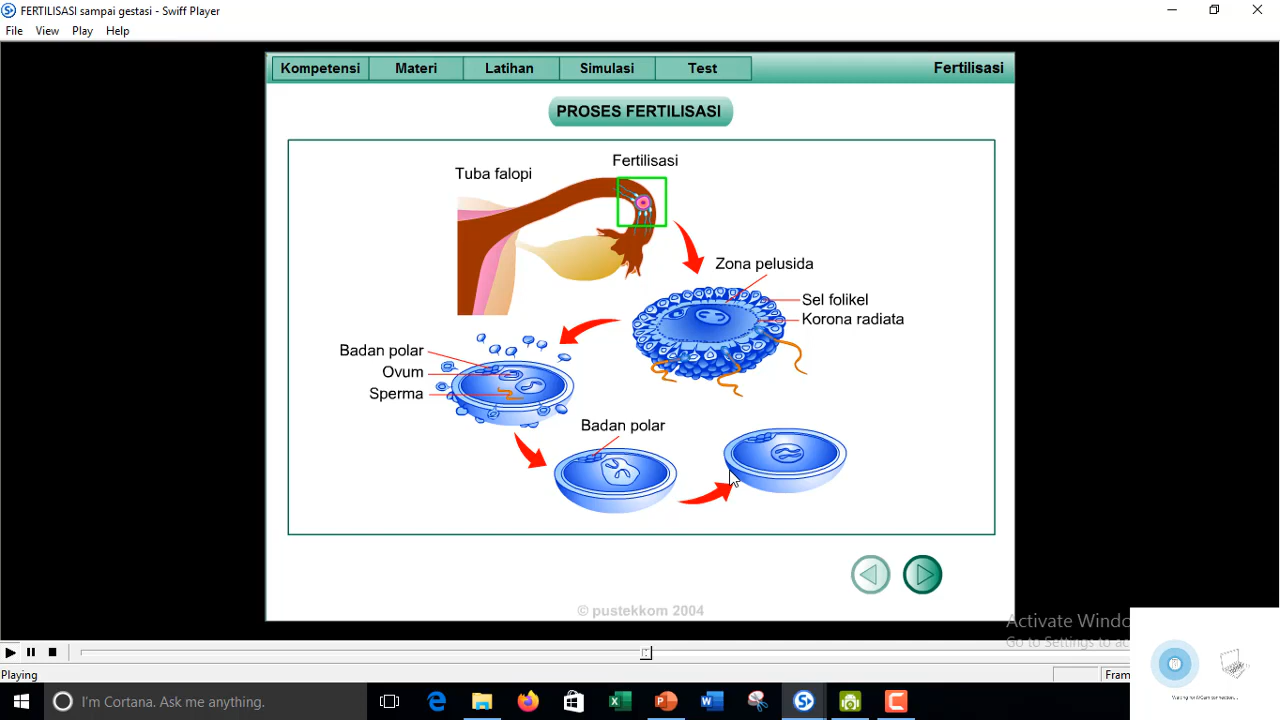 FERTILISASI sampai gestasi - Swiff Player
File View Play Help
Kompetensi Materi Latihan Simulasi Test Fertilisasi
PROSES FERTILISASI
Fertilisasi
Tuba falopi
Zona pelusida
Sel folikel
Korona radiata
Badan polar
Ovum
Sperma
Badan polar
© pustekkom 2004
Activate Windo
Go to Settings to a
Playing
Fram
I'm Cortana. Ask me anything.